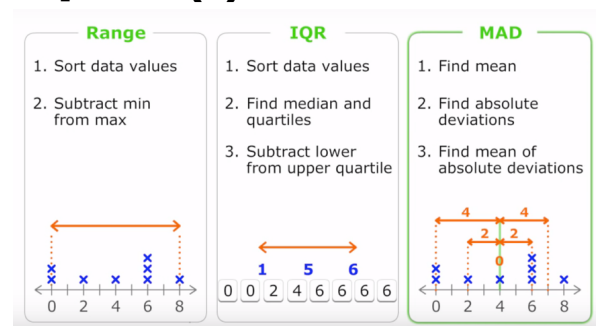 Range
1. Sort data values
2. Subtract min
from max
0 2 4 6 8
IQR
1. Sort data values
2. Find median and
quartiles
3. Subtract lower
from upper quartile
1 5 6
0 0 2 4 6 6 6 6
MAD
1. Find mean
2. Find absolute
deviations
3. Find mean of
absolute deviations
4 4
2 2
0
0 2 4 6 8